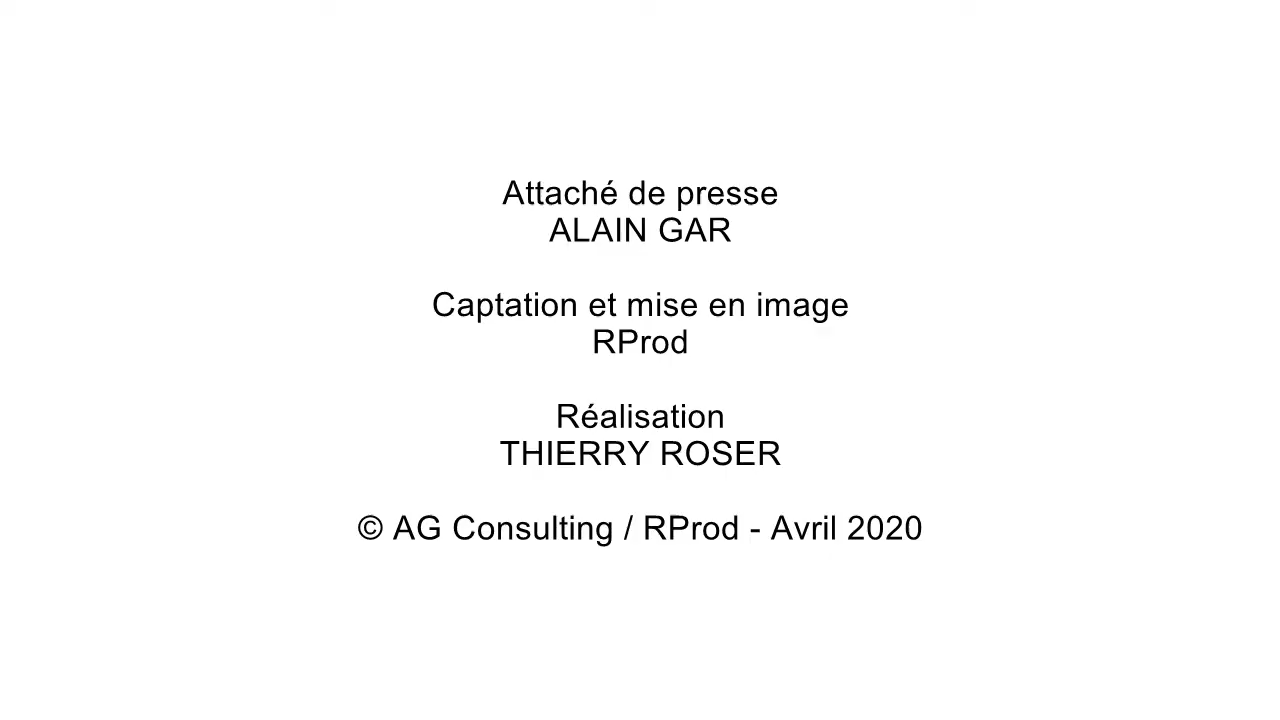 Attaché de presse
ALAIN GAR
Captation et mise en image
RProd
Réalisation
THIERRY ROSER
© AG Consulting / RProd - Avril 2020